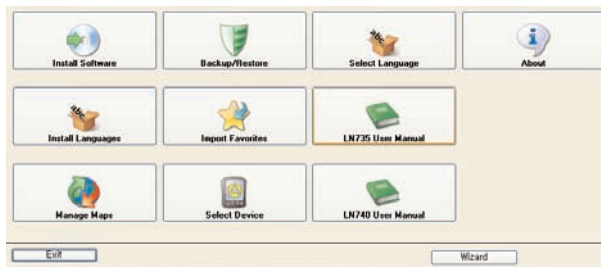 Install Software
Backup/Restore
Select Language
About
Install Languages
Import Favorites
LN735 User Manual
Manage Maps
Select Device
LN740 User Manual
Exit
Wizard